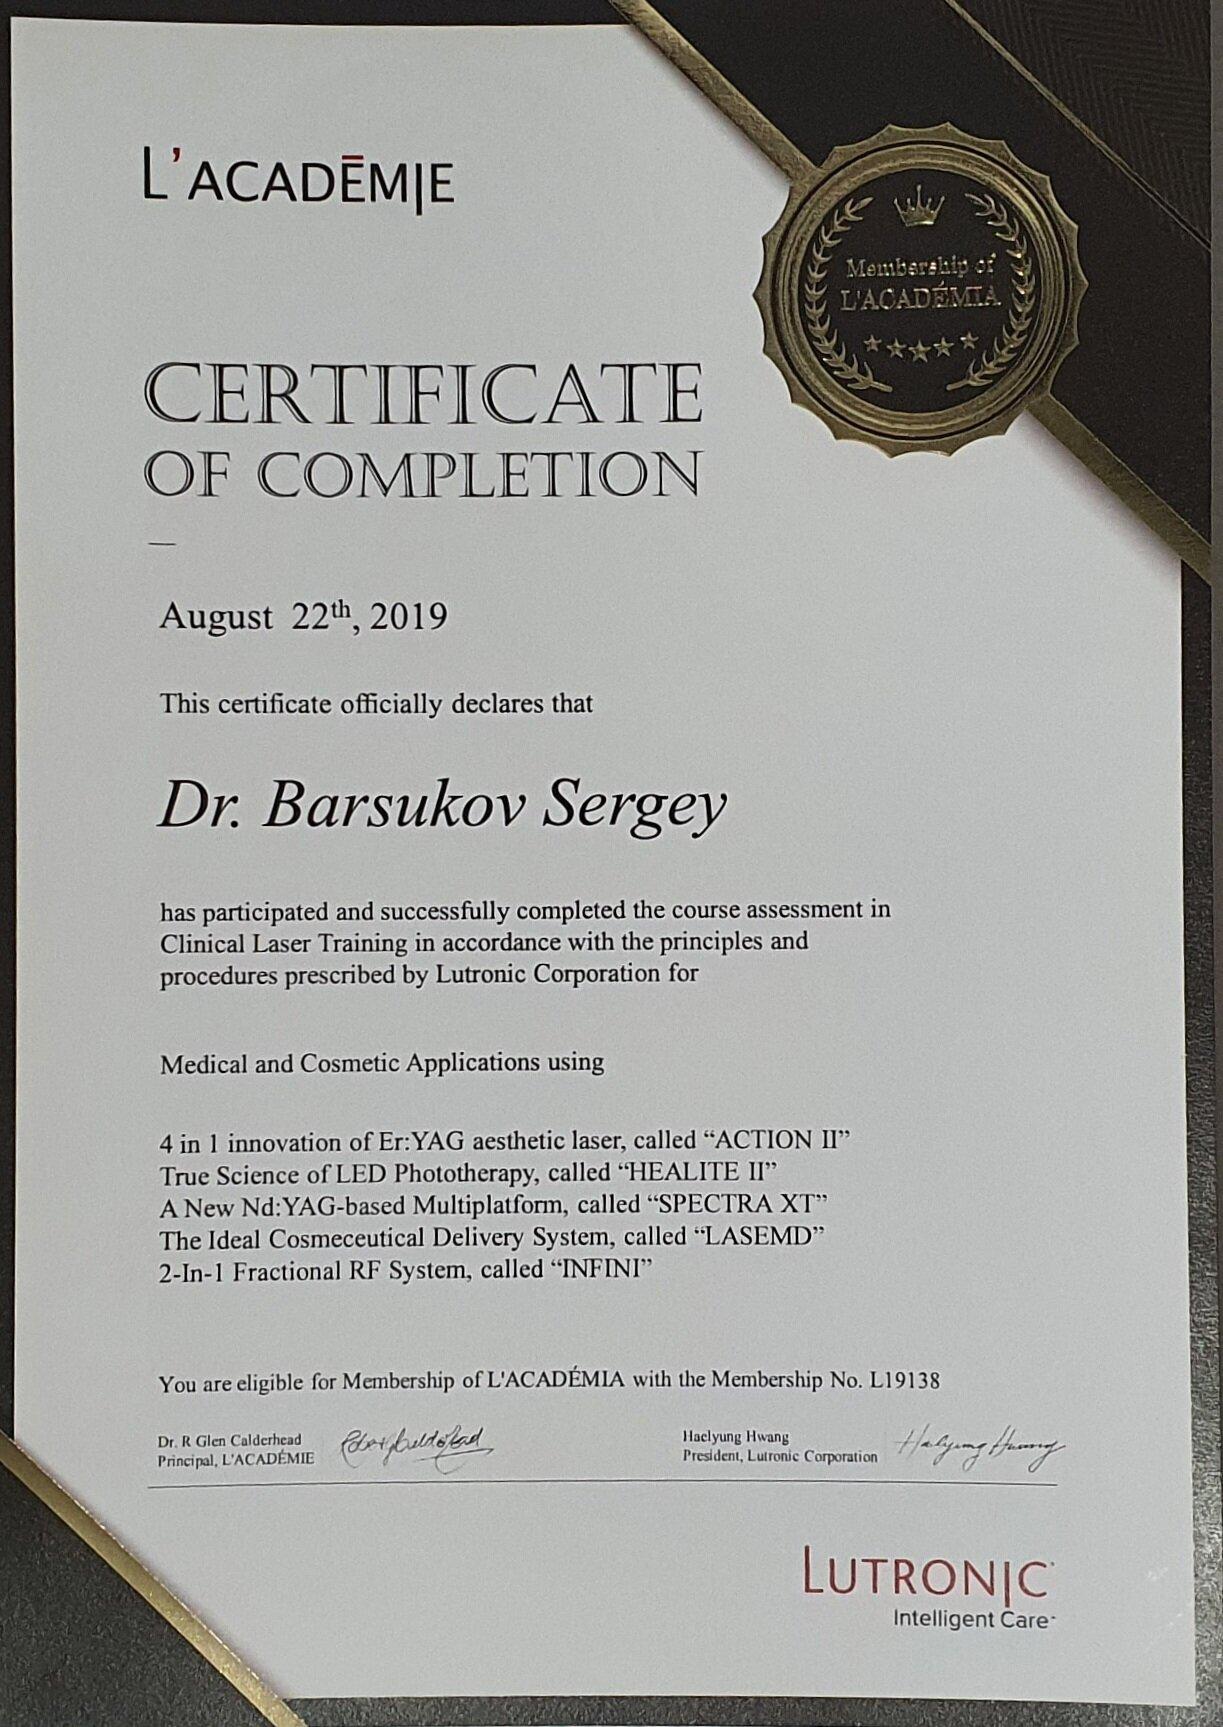 L'ACADĒMIE
Membership of
L'ACADÉMIA
CERTIFICATE
OF COMPLETION
August 22th, 2019
This certificate officially declares that
Dr. Barsukov Sergey
has participated and successfully completed the course assessment in
Clinical Laser Training in accordance with the principles and
procedures prescribed by Lutronic Corporation for
Medical and Cosmetic Applications using
4 in 1 innovation of Er:YAG aesthetic laser, called “ACTION II”
True Science of LED Phototherapy, called “HEALITE II”
A New Nd:YAG-based Multiplatform, called “SPECTRA XT”
The Ideal Cosmeceutical Delivery System, called “LASEMD”
2-In-1 Fractional RF System, called “INFINI”
You are eligible for Membership of L'ACADÉMIA with the Membership No. L19138
Dr. R Glen Calderhead
Principal, L'ACADÉMIE
Haelyung Hwang
President, Lutronic Corporation
Haelyung Hwang
LUTRONIC
Intelligent Care